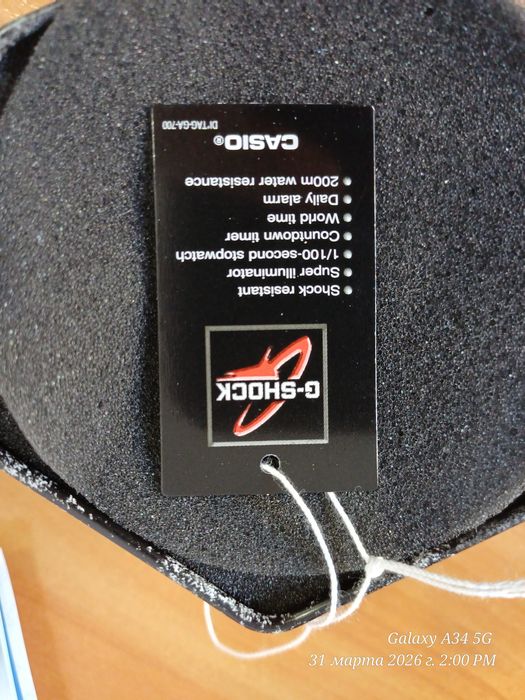 G-SHOCK
Shock resistant
Super illuminator
1/100-second stopwatch
Countdown timer
World time
Daily alarm
200m water resistance
CASIO®
DI'TAG-GA-700
Galaxy A34 5G
31 марта 2026 г. 2:00 PM